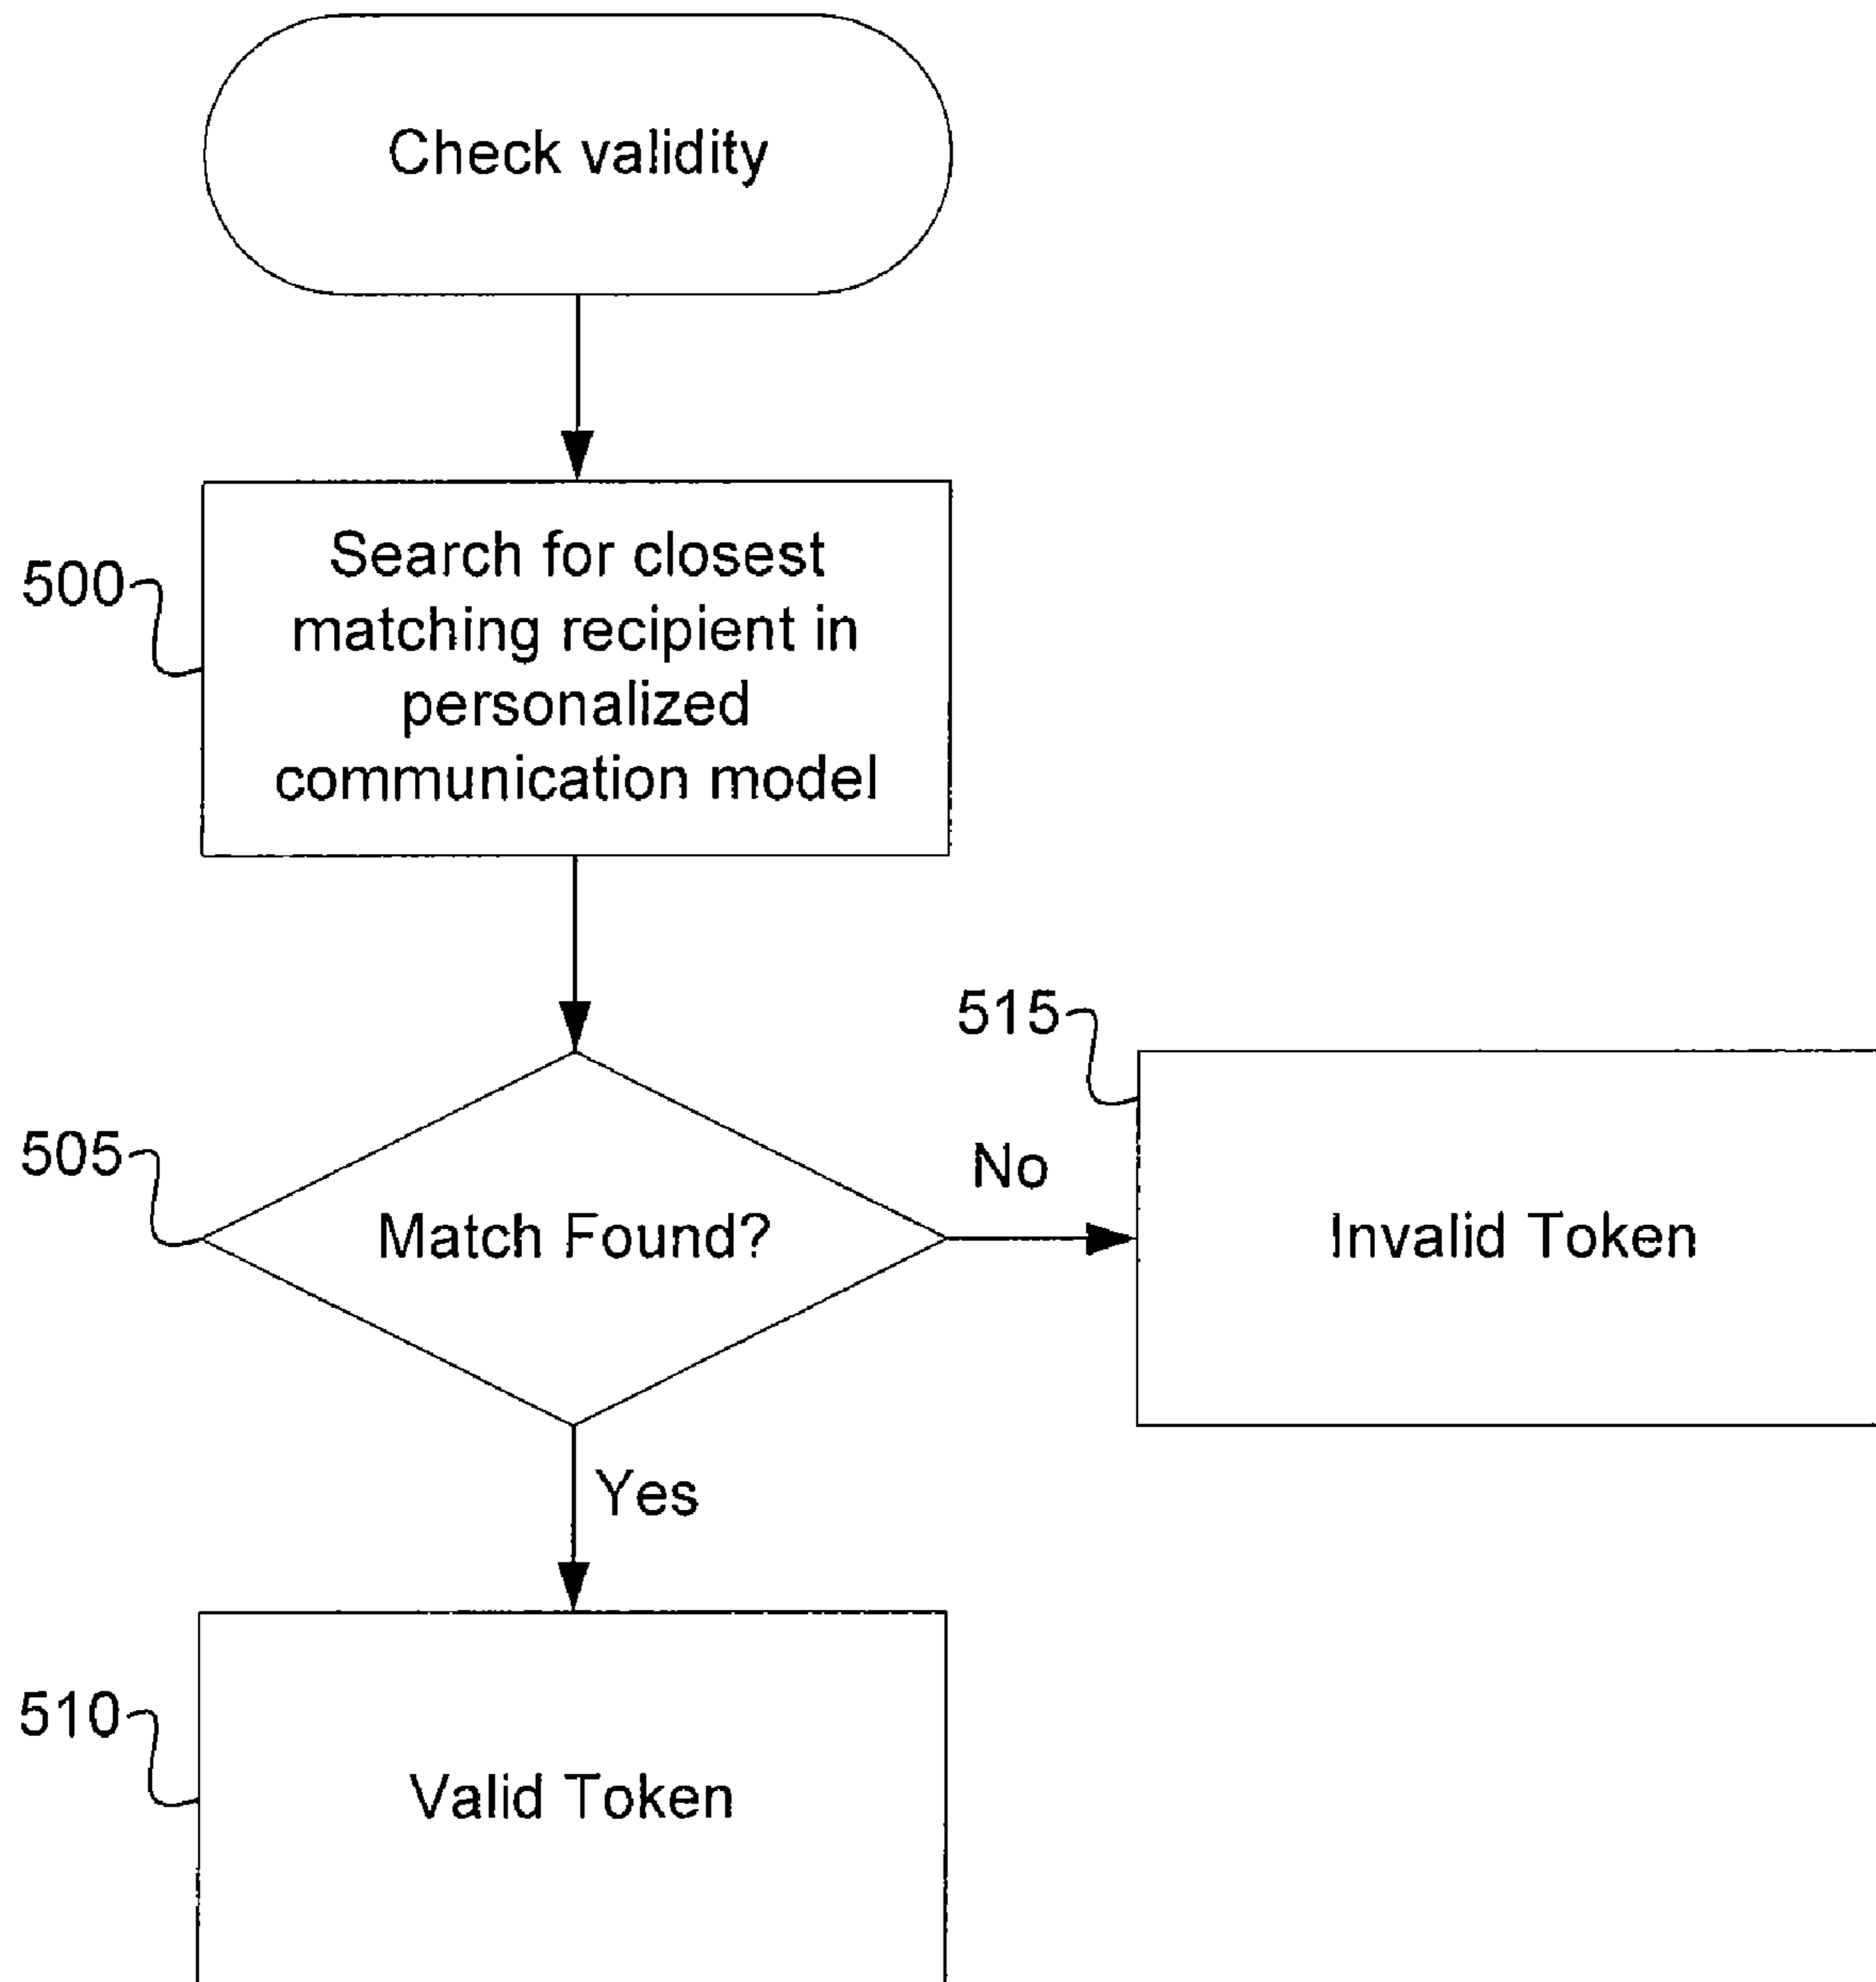 Check validity
500
Search for closest
matching recipient in
personalized
communication model
515
505
No
Match Found?
Invalid Token
Yes
510
Valid Token